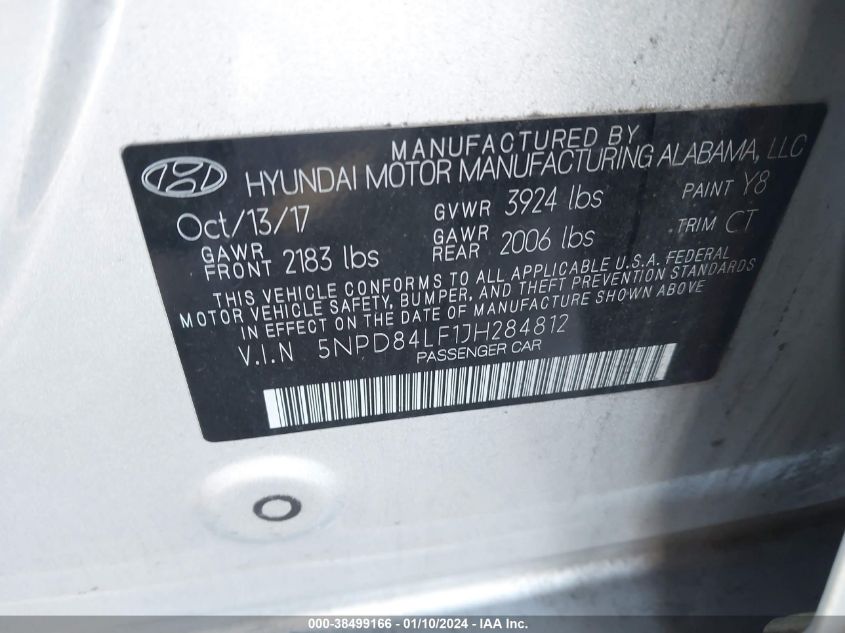 MANUFACTURED BY
HYUNDAI MOTOR MANUFACTURING ALABAMA, LLC
Oct/13/17 GVWR 3924 lbs PAINT Y8
GAWR FRONT 2183 lbs GAWR REAR 2006 lbs TRIM CT
THIS VEHICLE CONFORMS TO ALL APPLICABLE U.S.A. FEDERAL
MOTOR VEHICLE SAFETY, BUMPER, AND THEFT PREVENTION STANDARDS
IN EFFECT ON THE DATE OF MANUFACTURE SHOWN ABOVE
V.I.N 5NPD84LF1JH284812
PASSENGER CAR
000-38499166 - 01/10/2024 - IAA Inc.